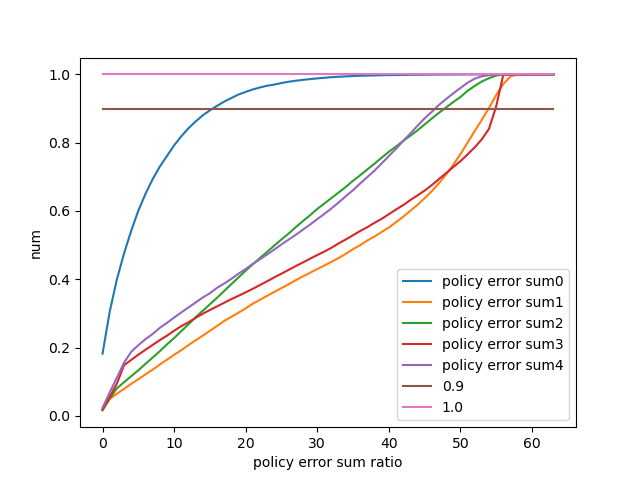 1.0
0.8
0.6
0.4
0.2
0.0
num
0 10 20 30 40 50 60
policy error sum ratio
policy error sum0
policy error sum1
policy error sum2
policy error sum3
policy error sum4
0.9
1.0